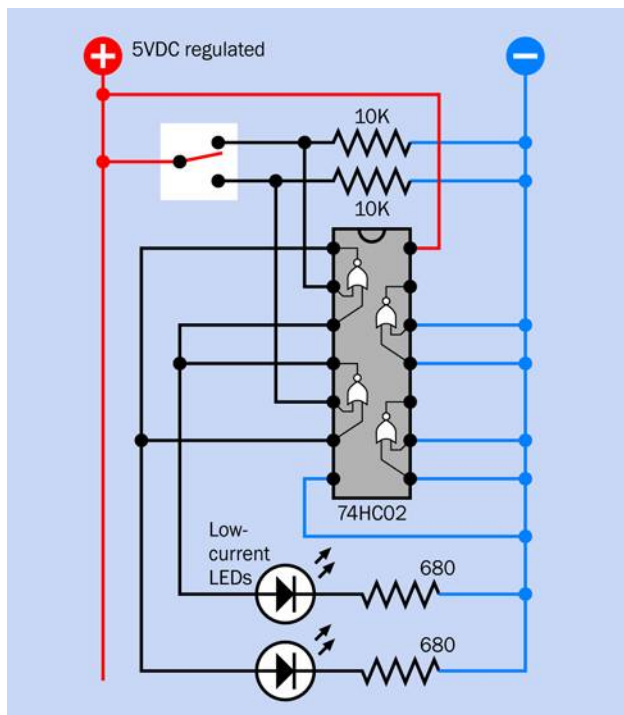 5VDC regulated
10K
10K
74HC02
Low-
current
LEDs
680
680